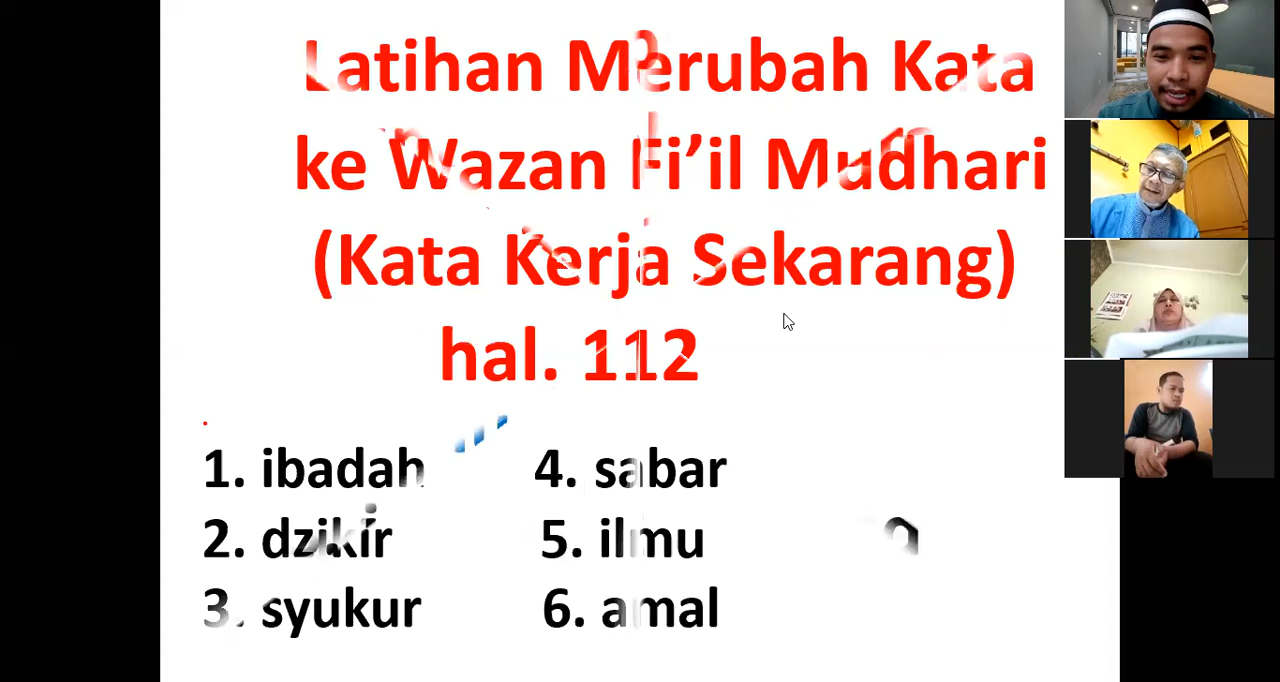 Latihan Merubah Kata
ke Wazan Fi’il Mudhari
(Kata Kerja Sekarang)
hal. 112
1. ibadah
2. dzikir
3. syukur
4. sabar
5. ilmu
6. amal